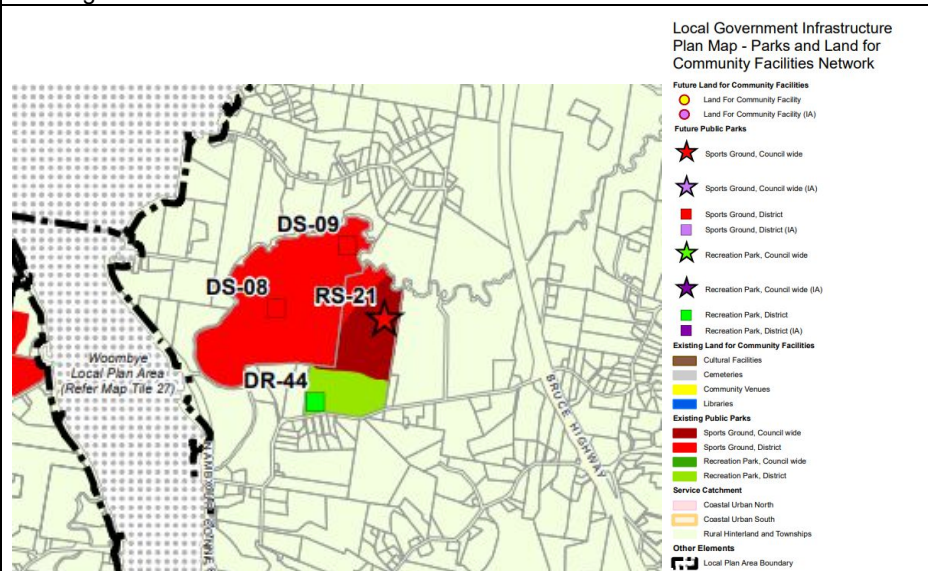 Local Government Infrastructure
Plan Map - Parks and Land for
Community Facilities Network
Future Land for Community Facilities
Land For Community Facility
Land For Community Facility (IA)
Future Public Parks
Sports Ground, Council wide
Sports Ground, Council wide (IA)
Sports Ground, District
Sports Ground, District (IA)
Recreation Park, Council wide
Recreation Park, Council wide (IA)
Recreation Park, District
Recreation Park, District (IA)
Existing Land for Community Facilities
Cultural Facilities
Cemeteries
Community Venues
Libraries
Existing Public Parks
Sports Ground, Council wide
Sports Ground, District
Recreation Park, Council wide
Recreation Park, District
Service Catchment
Coastal Urban North
Coastal Urban South
Rural Hinterland and Townships
Other Elements
Local Plan Area Boundary
DS-09
DS-08
RS-21
DR-44
Woombye
Local Plan Area
(Refer Map Tile 27)
BRUCE HIGHWAY